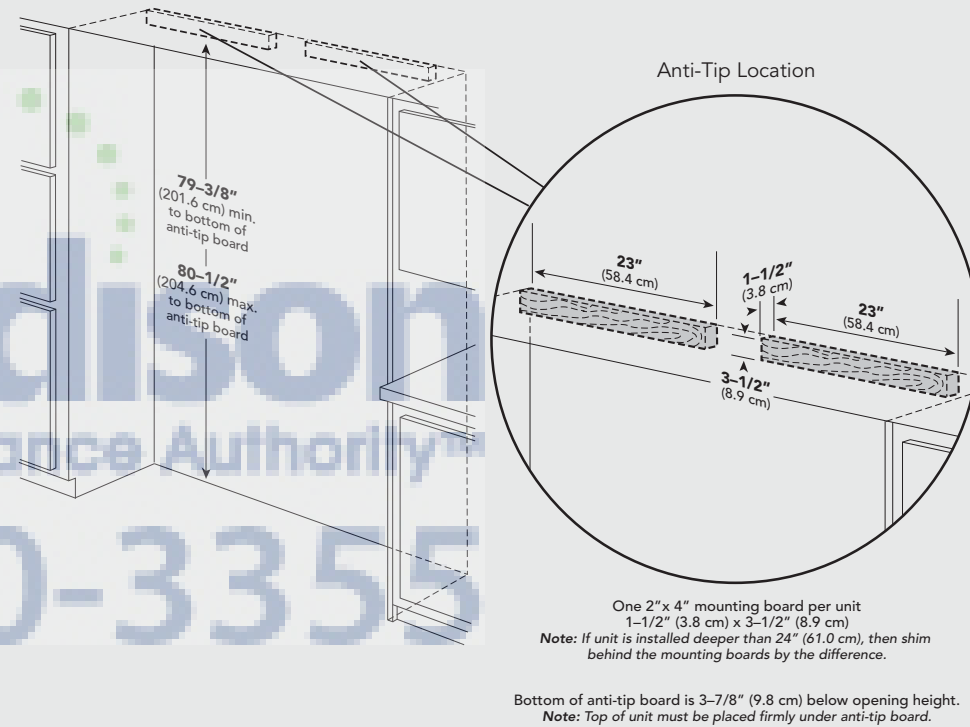 Anti-Tip Location
79–3/8"
(201.6 cm) min.
to bottom of
anti-tip board
80–1/2"
(204.6 cm) max.
to bottom of
anti-tip board
23"
(58.4 cm)
1–1/2"
(3.8 cm)
23"
(58.4 cm)
3–1/2"
(8.9 cm)
dison
ance Authority™
0-3355
One 2"x 4" mounting board per unit
1–1/2" (3.8 cm) x 3–1/2" (8.9 cm)
Note: If unit is installed deeper than 24" (61.0 cm), then shim
behind the mounting boards by the difference.
Bottom of anti-tip board is 3–7/8" (9.8 cm) below opening height.
Note: Top of unit must be placed firmly under anti-tip board.